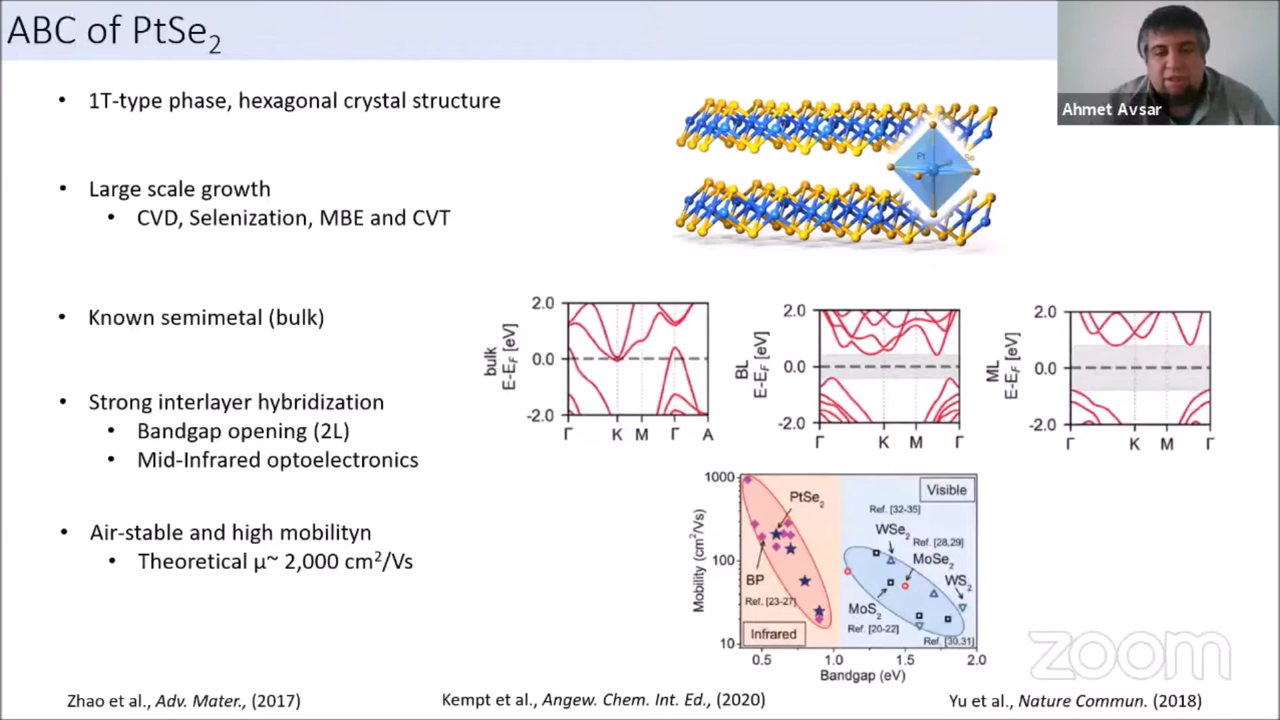 ABC of PtSe2
Ahmet Avsar
• 1T-type phase, hexagonal crystal structure
Pt
Se
• Large scale growth
• CVD, Selenization, MBE and CVT
• Known semimetal (bulk)
bulk
E-EF [eV]
2.0
0.0
-2.0
Γ K M Γ A
BL
E-EF [eV]
2.0
0.0
-2.0
Γ K M Γ
ML
E-EF [eV]
2.0
0.0
-2.0
Γ K M Γ
• Strong interlayer hybridization
• Bandgap opening (2L)
• Mid-Infrared optoelectronics
• Air-stable and high mobilityn
• Theoretical μ~ 2,000 cm²/Vs
Mobility (cm²/Vs)
1000
100
10
PtSe2
BP
Ref. [23-27]
Infrared
Visible
Ref. [32-35]
WSe2
Ref. [28,29]
MoSe2
WS2
MoS2
Ref. [20-22]
Ref. [30,31]
0.5 1.0 1.5 2.0
Bandgap (eV)
zoom
Zhao et al., Adv. Mater., (2017)
Kempt et al., Angew. Chem. Int. Ed., (2020)
Yu et al., Nature Commun. (2018)